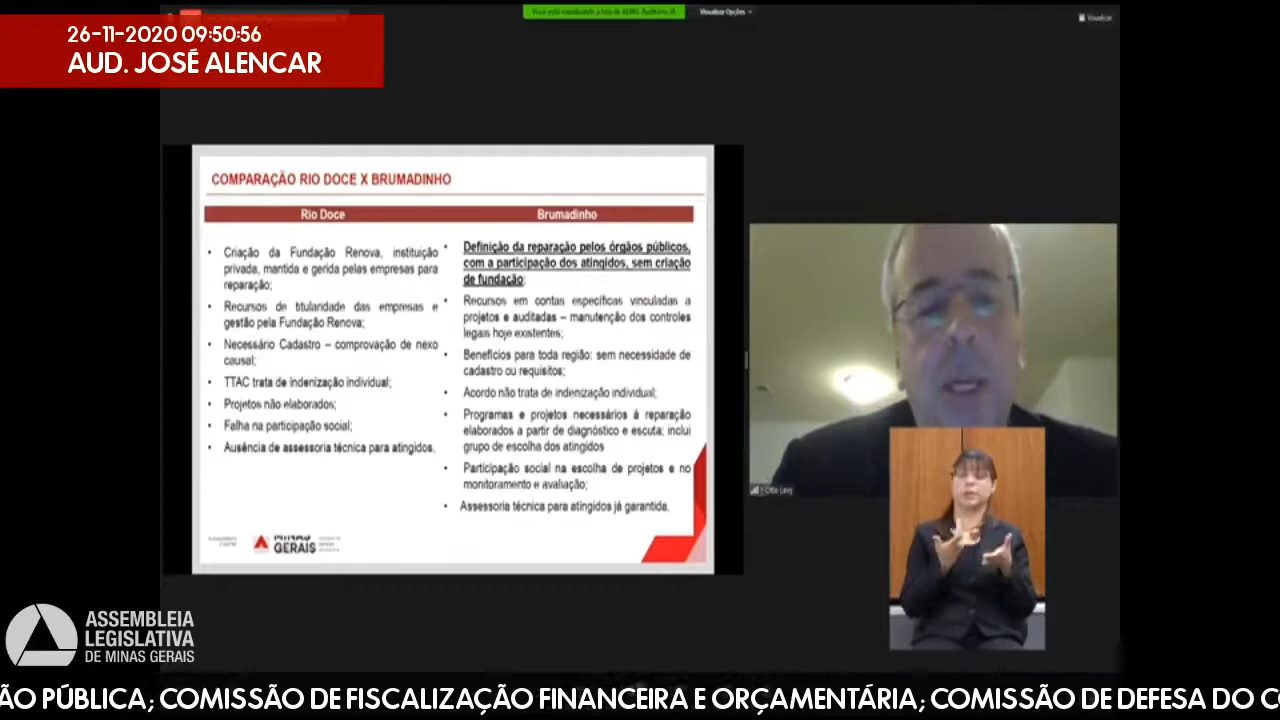 26-11-2020 09:50:56
AUD. JOSÉ ALENCAR
Visualizar Opções
Visualizar
COMPARAÇÃO RIO DOCE X BRUMADINHO
Rio Doce
• Criação da Fundação Renova, instituição
privada, mantida e gerida pelas empresas para
reparação;
• Recursos de titularidade das empresas e
gestão pela Fundação Renova;
• Necessário Cadastro – comprovação de nexo
causal;
• TTAC trata de indenização individual;
• Projetos não elaborados;
• Falha na participação social;
• Ausência de assessoria técnica para atingidos.
Brumadinho
• Definição da reparação pelos órgãos públicos,
com a participação dos atingidos, sem criação
de fundação;
• Recursos em contas específicas vinculadas a
projetos e auditadas – manutenção dos controles
legais hoje existentes;
• Benefícios para toda região: sem necessidade de
cadastro ou requisitos;
• Acordo não trata de indenização individual;
• Programas e projetos necessários à reparação
elaborados a partir de diagnóstico e escuta; inclui
grupo de escolha dos atingidos
• Participação social na escolha de projetos e no
monitoramento e avaliação;
• Assessoria técnica para atingidos já garantida.
MINAS
GERAIS
Otto Levy
ASSEMBLEIA
LEGISLATIVA
DE MINAS GERAIS
ÃO PÚBLICA; COMISSÃO DE FISCALIZAÇÃO FINANCEIRA E ORÇAMENTÁRIA; COMISSÃO DE DEFESA DO C